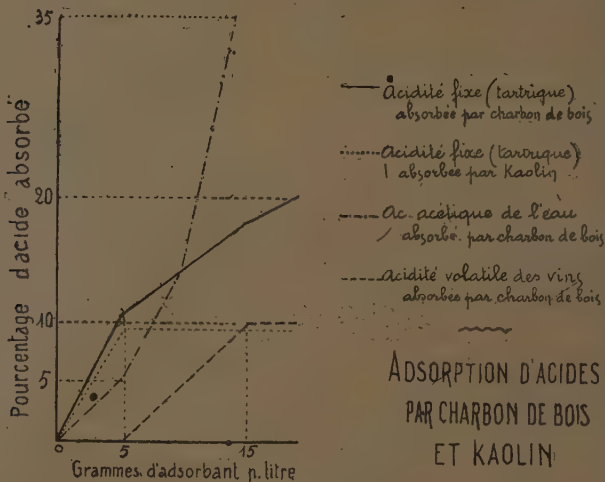 35
20
10
5
0
5
15
Pourcentage d'acide absorbé
Grammes d'adsorbant p. litre
Acidité fixe (tartrique)
absorbée par charbon de bois
Acidité fixe (tartrique)
absorbée par Kaolin
Ac. acétique de l'eau
absorbé par charbon de bois
Acidité volatile des vins
absorbée par charbon de bois
ADSORPTION D'ACIDES
PAR CHARBON DE BOIS
ET KAOLIN